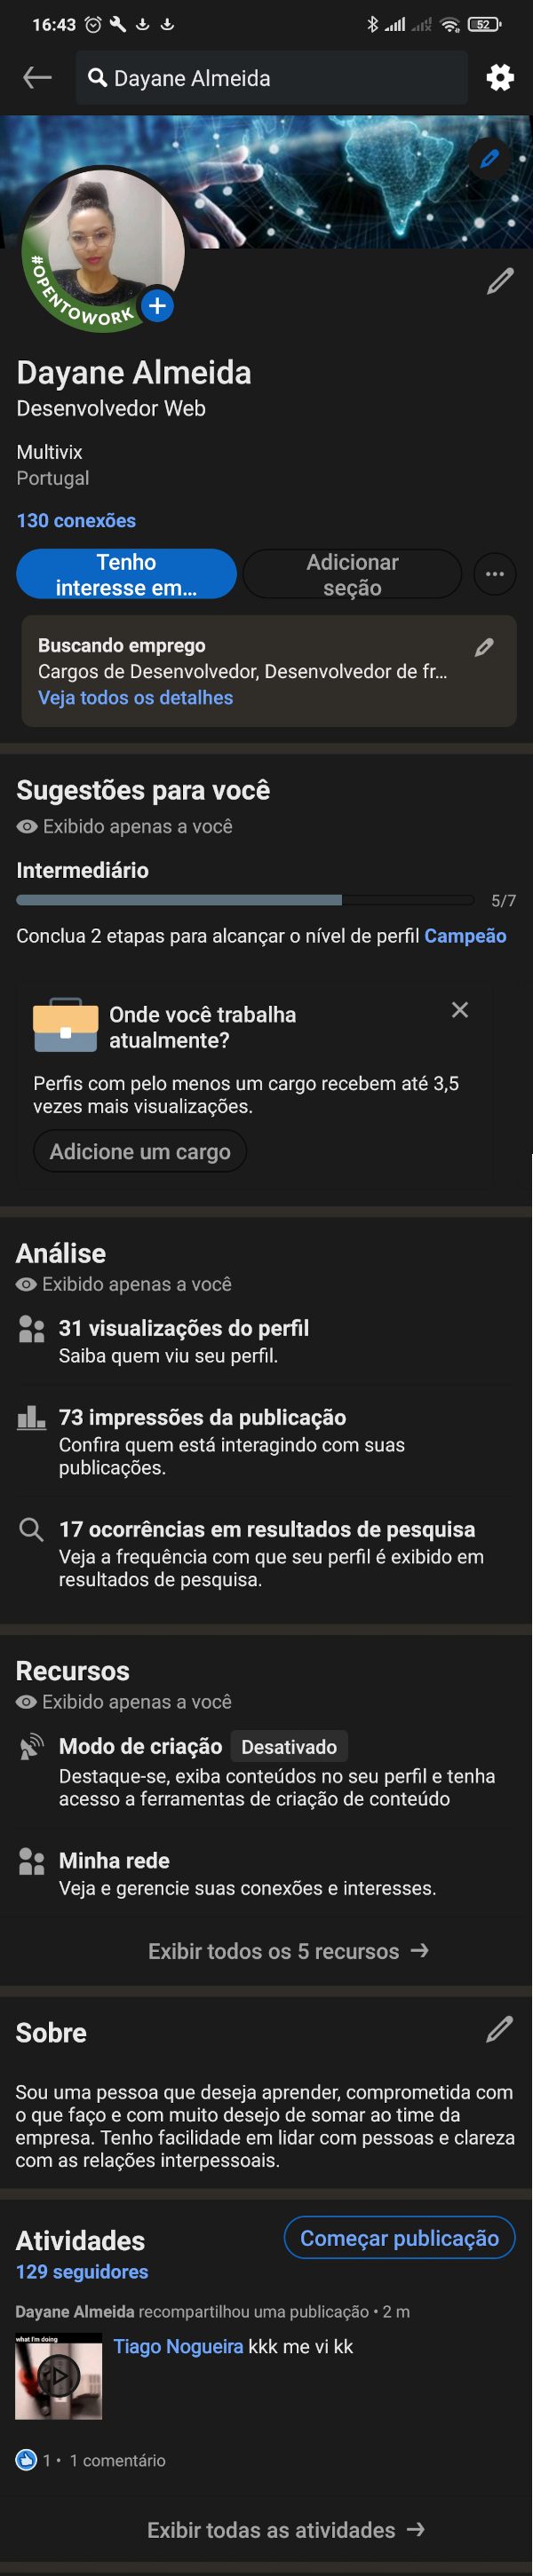 16:43
52
Dayane Almeida
#OPENTOWORK
Dayane Almeida
Desenvolvedor Web
Multivix
Portugal
130 conexões
Tenho
interesse em...
Adicionar
seção
Buscando emprego
Cargos de Desenvolvedor, Desenvolvedor de fr...
Veja todos os detalhes
Sugestões para você
Exibido apenas a você
Intermediário
5/7
Conclua 2 etapas para alcançar o nível de perfil Campeão
Onde você trabalha
atualmente?
Perfis com pelo menos um cargo recebem até 3,5
vezes mais visualizações.
Adicione um cargo
Análise
Exibido apenas a você
31 visualizações do perfil
Saiba quem viu seu perfil.
73 impressões da publicação
Confira quem está interagindo com suas
publicações.
17 ocorrências em resultados de pesquisa
Veja a frequência com que seu perfil é exibido em
resultados de pesquisa.
Recursos
Exibido apenas a você
Modo de criação Desativado
Destaque-se, exiba conteúdos no seu perfil e tenha
acesso a ferramentas de criação de conteúdo
Minha rede
Veja e gerencie suas conexões e interesses.
Exibir todos os 5 recursos →
Sobre
Sou uma pessoa que deseja aprender, comprometida com
o que faço e com muito desejo de somar ao time da
empresa. Tenho facilidade em lidar com pessoas e clareza
com as relações interpessoais.
Atividades
Começar publicação
129 seguidores
Dayane Almeida recompartilhou uma publicação • 2 m
what I'm doing
Tiago Nogueira kkk me vi kk
1 • 1 comentário
Exibir todas as atividades →